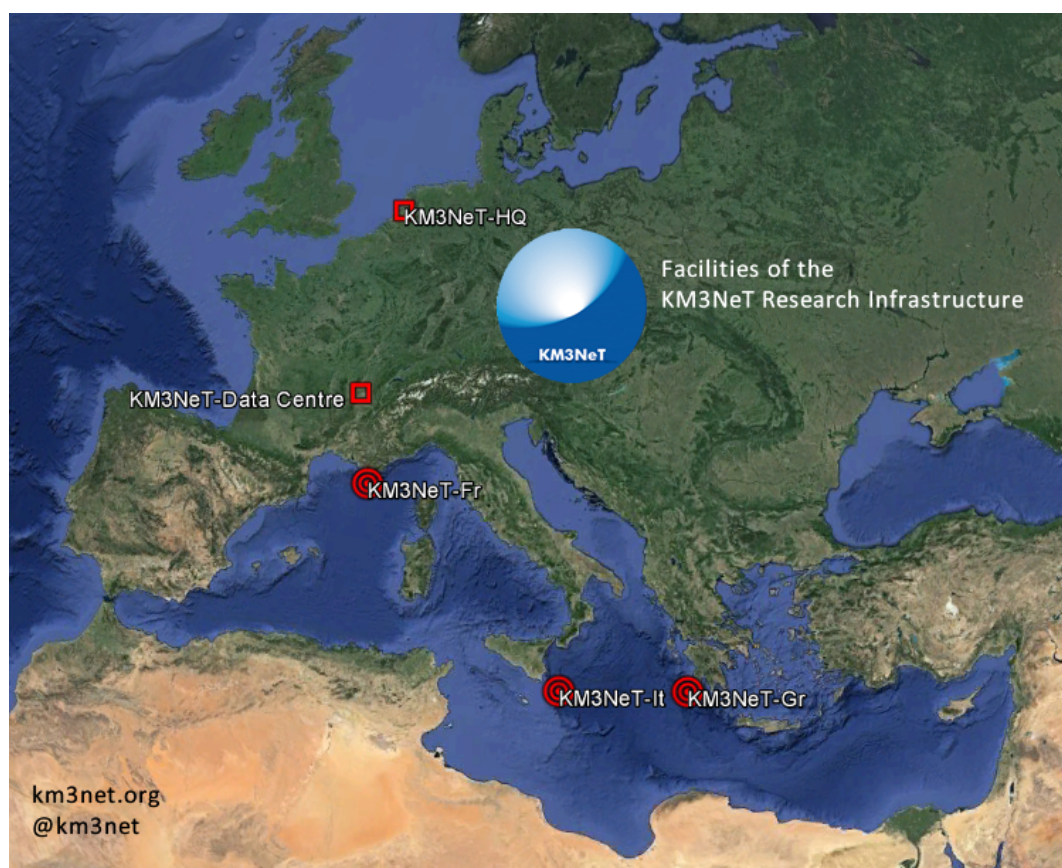 KM3NeT-HQ
Facilities of the
KM3NeT Research Infrastructure
KM3NeT
KM3NeT-Data Centre
KM3NeT-Fr
KM3NeT-It
KM3NeT-Gr
km3net.org
@km3net